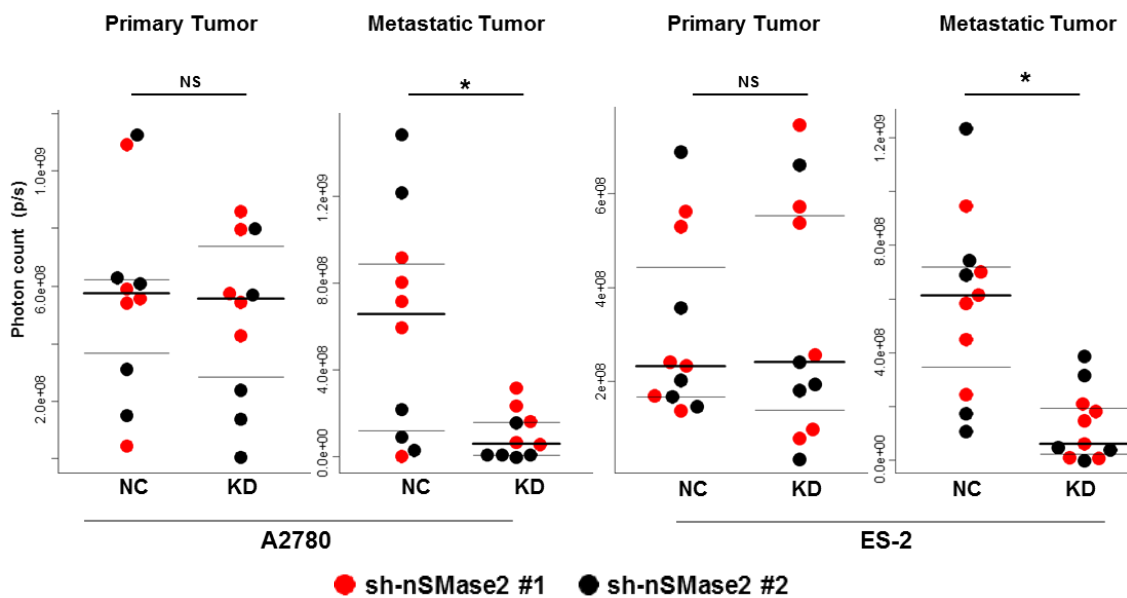 Primary Tumor
Metastatic Tumor
Primary Tumor
Metastatic Tumor
NS
*
NS
*
Photon count (p/s)
1.0e+09
6.0e+08
2.0e+08
1.2e+09
8.0e+08
4.0e+08
0.0e+00
6e+08
4e+08
2e+08
1.2e+09
8.0e+08
4.0e+08
0.0e+00
NC
KD
NC
KD
NC
KD
NC
KD
A2780
ES-2
sh-nSMase2 #1
sh-nSMase2 #2